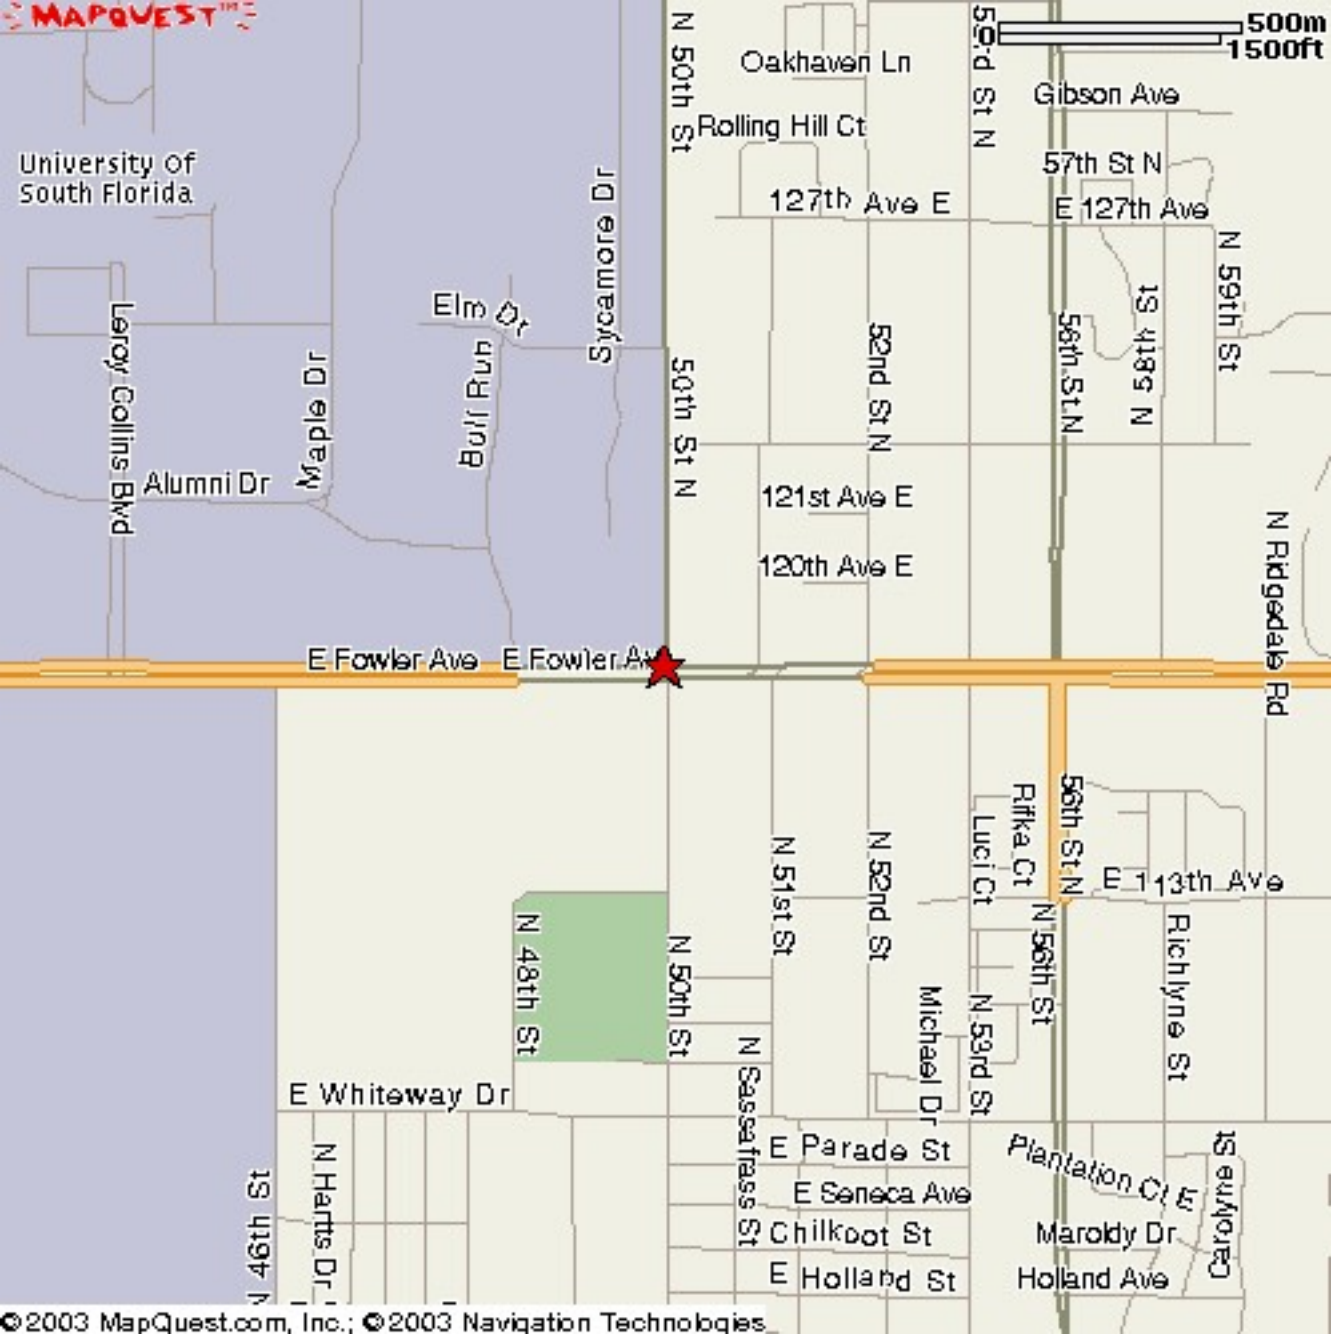 MAPQUEST
500m
0
1500ft
N 50th St
Oakhaven Ln
53rd St N
Gibson Ave
Rolling Hill Ct
University Of
South Florida
57th St N
127th Ave E
E 127th Ave
Sycamore Dr
N 59th St
Elm Dr
Leroy Collins Blvd
Maple Dr
Bull Run
50th St N
52nd St N
56th St N
N 58th St
Alumni Dr
121st Ave E
120th Ave E
N Ridgedale Rd
E Fowler Ave
E Fowler Av
Rifka Ct
Luci Ct
56th St N
N 51st St
N 52nd St
E 113th Ave
N 48th St
N 50th St
N 56th St
Richlyne St
Michael Dr
N 53rd St
N Sassafrass St
E Whiteway Dr
E Parade St
Plantation Ct E
Carolyne St
N 46th St
N Hartts Dr
E Seneca Ave
Chilkoot St
Maroldy Dr
E Holland St
Holland Ave
©2003 MapQuest.com, Inc.; ©2003 Navigation Technologies